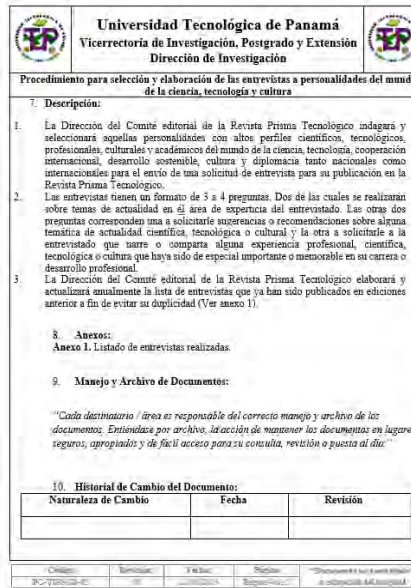 Universidad Tecnológica de Panamá
Vicerrectoría de Investigación, Postgrado y Extensión
Dirección de Investigación
Procedimiento para selección y elaboración de las entrevistas a personalidades del mund
de la ciencia, tecnología y cultura
7. Descripción:
1. La Dirección del Comité editorial de la Revista Prisma Tecnológico indagará y
seleccionará aquellas personalidades con altos perfiles científicos, tecnológicos,
profesionales, culturales y académicos del mundo de la ciencia, tecnología, cooperación
internacional, desarrollo sostenible, cultura y diplomacia tanto nacionales como
internacionales para el envío de una solicitud de entrevista para su publicación en la
Revista Prisma Tecnológico.
2. Las entrevistas tienen un formato de 3 a 4 preguntas. Dos de las cuales se realizaran
sobre temas de actualidad en el área de experticia del entrevistado. Las otras dos
preguntas corresponden una a solicitarle sugerencias o recomendaciones sobre alguna
temática de actualidad científica, tecnológica o cultural y la otra a solicitarle a la
entrevistado que narre o comparta alguna experiencia profesional, científica,
tecnológica o cultura que haya sido de especial importante o memorable en su carrera o
desarrollo profesional.
3. La Dirección del Comité editorial de la Revista Prisma Tecnológico elaborará y
actualizará anualmente la lista de entrevistas que ya han sido publicados en ediciones
anterior a fin de evitar su duplicidad (Ver anexo 1).
8. Anexos:
Anexo 1. Listado de entrevistas realizadas.
9. Manejo y Archivo de Documentos:
"Cada destinatario / área es responsable del correcto manejo y archivo de los
documentos. Entiéndase por archivo, la acción de mantener los documentos en lugare
seguros, apropiados y de fácil acceso para su consulta, revisión o puesta al día."
10. Historial de Cambio del Documento:
Naturaleza de Cambio Fecha Revisión